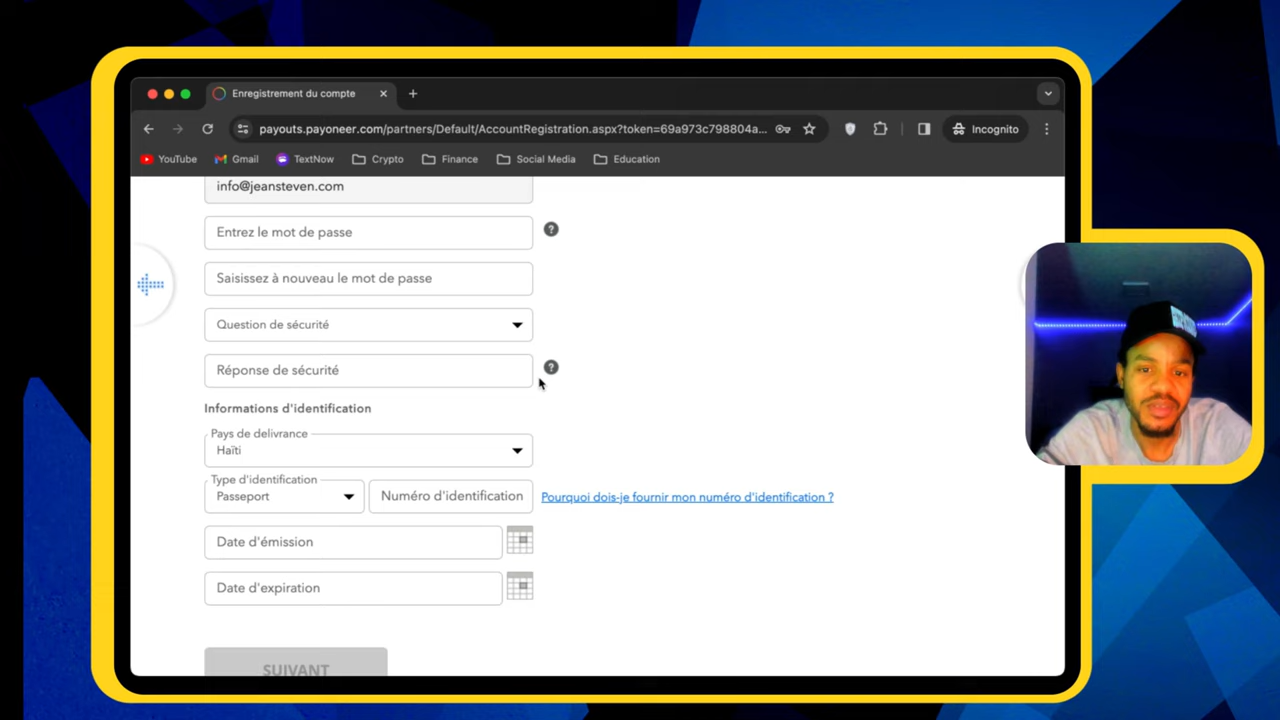 Enregistrement du compte
payouts.payoneer.com/partners/Default/AccountRegistration.aspx?token=69a973c798804a...
Incognito
YouTube
Gmail
TextNow
Crypto
Finance
Social Media
Education
info@jeansteven.com
Entrez le mot de passe
?
Saisissez à nouveau le mot de passe
Question de sécurité
Réponse de sécurité
?
Informations d'identification
Pays de delivrance
Haïti
Type d'identification
Passeport
Numéro d'identification
Pourquoi dois-je fournir mon numéro d'identification ?
Date d'émission
Date d'expiration
SUIVANT